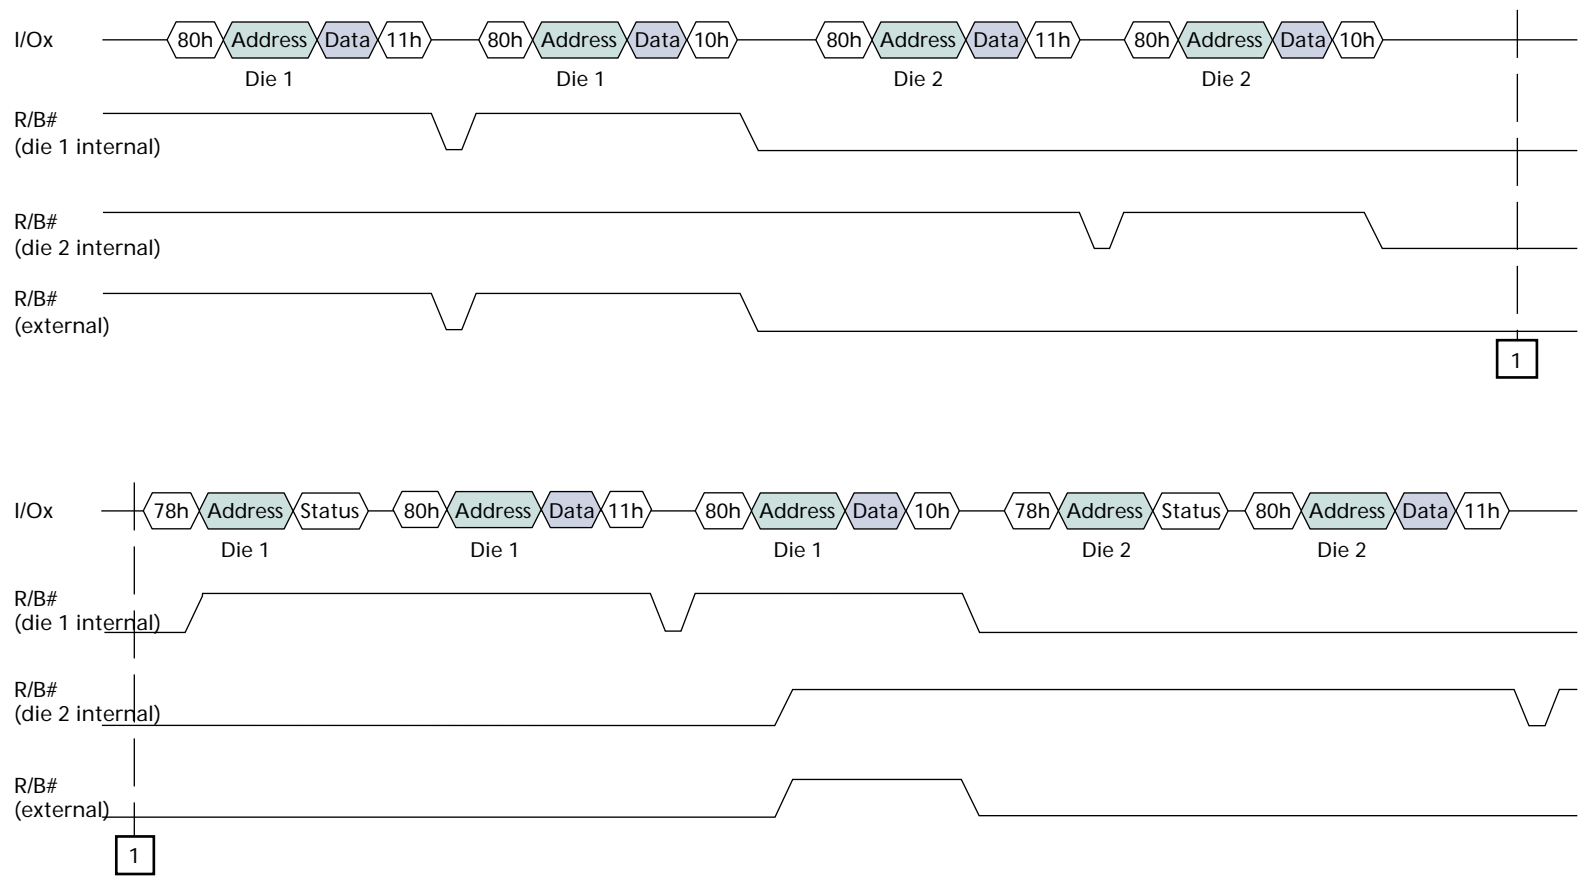 I/Ox 80h Address Data 11h 80h Address Data 10h 80h Address Data 11h 80h Address Data 10h
Die 1 Die 1 Die 2 Die 2
R/B#
(die 1 internal)
R/B#
(die 2 internal)
R/B#
(external)
1
I/Ox 78h Address Status 80h Address Data 11h 80h Address Data 10h 78h Address Status 80h Address Data 11h
Die 1 Die 1 Die 1 Die 2 Die 2
R/B#
(die 1 internal)
R/B#
(die 2 internal)
R/B#
(external)
1